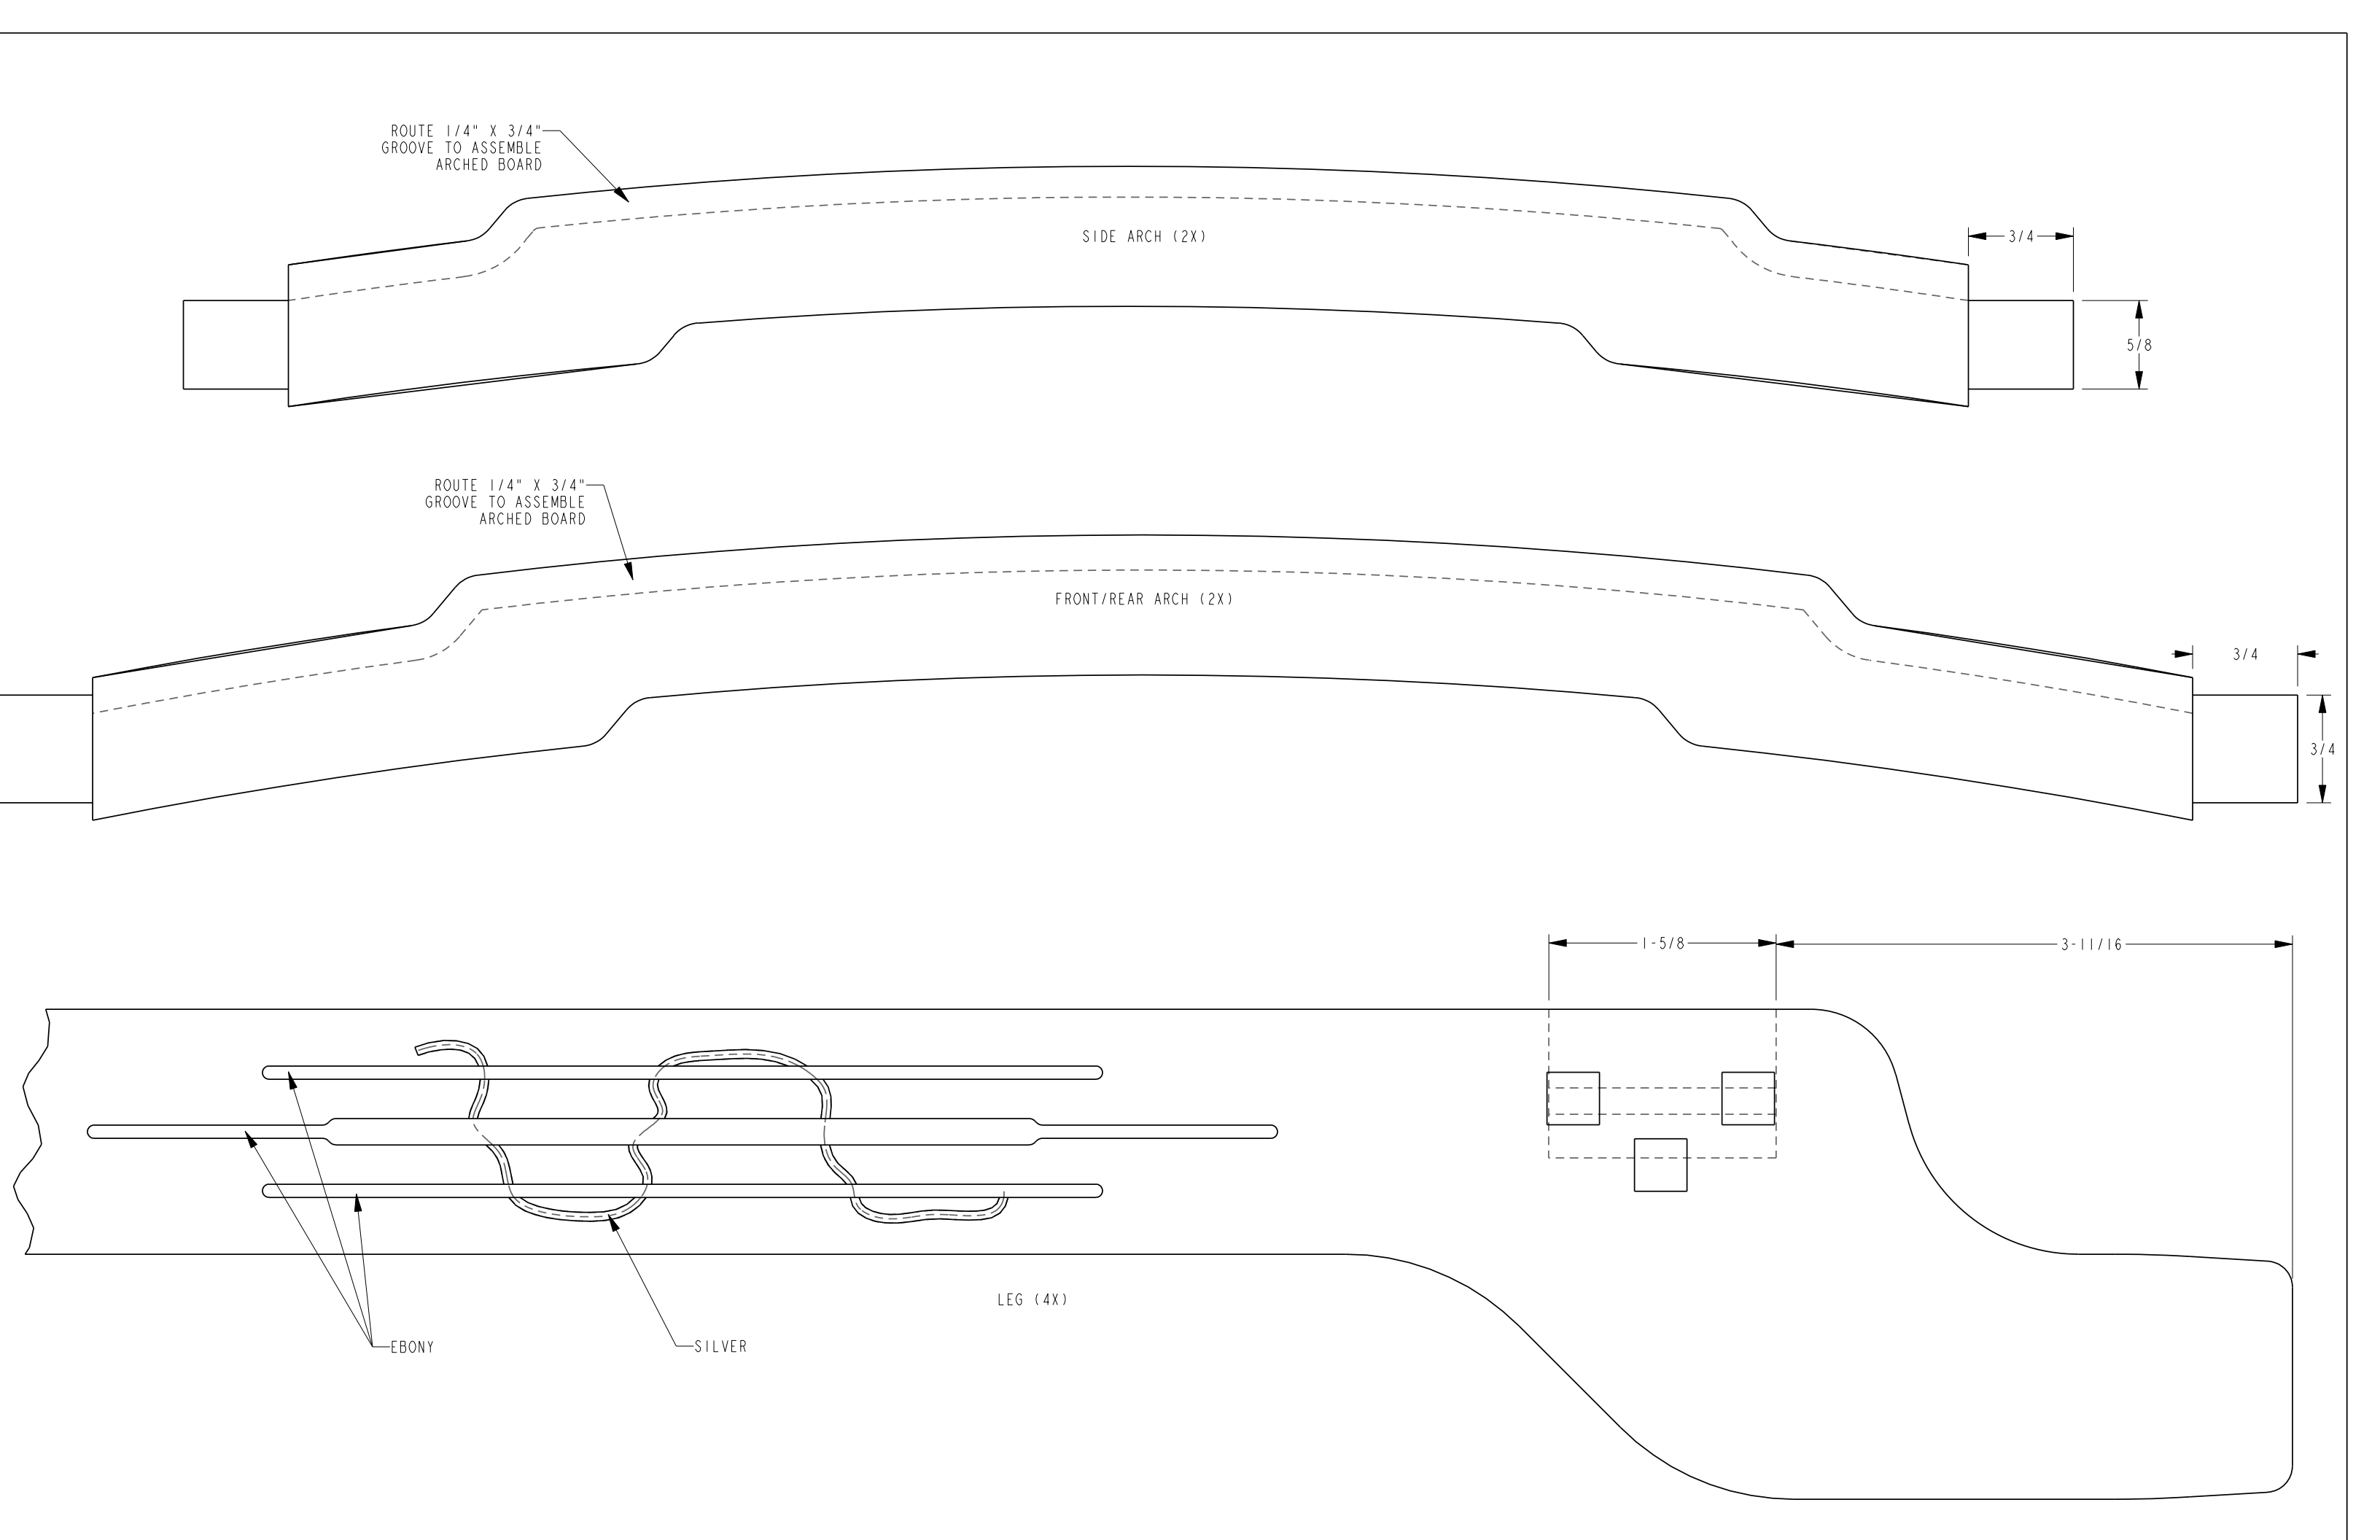 ROUTE 1/4" X 3/4"
GROOVE TO ASSEMBLE
ARCHED BOARD
SIDE ARCH (2X)
3/4
5/8
ROUTE 1/4" X 3/4"
GROOVE TO ASSEMBLE
ARCHED BOARD
FRONT/REAR ARCH (2X)
3/4
3/4
1-5/8
3-11/16
LEG (4X)
EBONY
SILVER